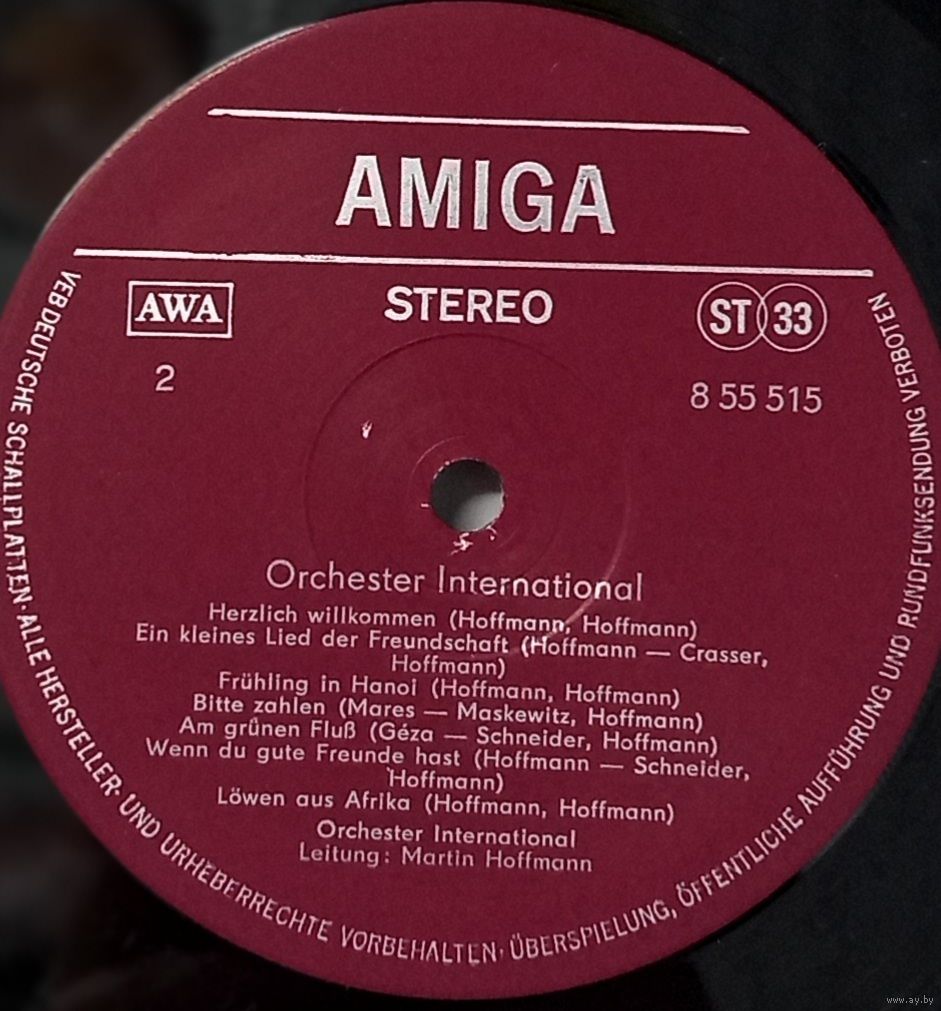 AMIGA
AWA
STEREO
ST 33
2
8 55 515
Orchester International
Herzlich willkommen (Hoffmann, Hoffmann)
Ein kleines Lied der Freundschaft (Hoffmann — Crasser,
Hoffmann)
Frühling in Hanoi (Hoffmann, Hoffmann)
Bitte zahlen (Mares — Maskewitz, Hoffmann)
Am grünen Fluß (Géza — Schneider, Hoffmann)
Wenn du gute Freunde hast (Hoffmann — Schneider,
Hoffmann)
Löwen aus Afrika (Hoffmann, Hoffmann)
Orchester International
Leitung: Martin Hoffmann
VEB DEUTSCHE SCHALLPLATTEN · ALLE HERSTELLER- UND URHEBERRECHTE VORBEHALTEN · ÜBERSPIELUNG, ÖFFENTLICHE AUFFÜHRUNG UND RUNDFUNKSENDUNG VERBOTEN
www.ay.by